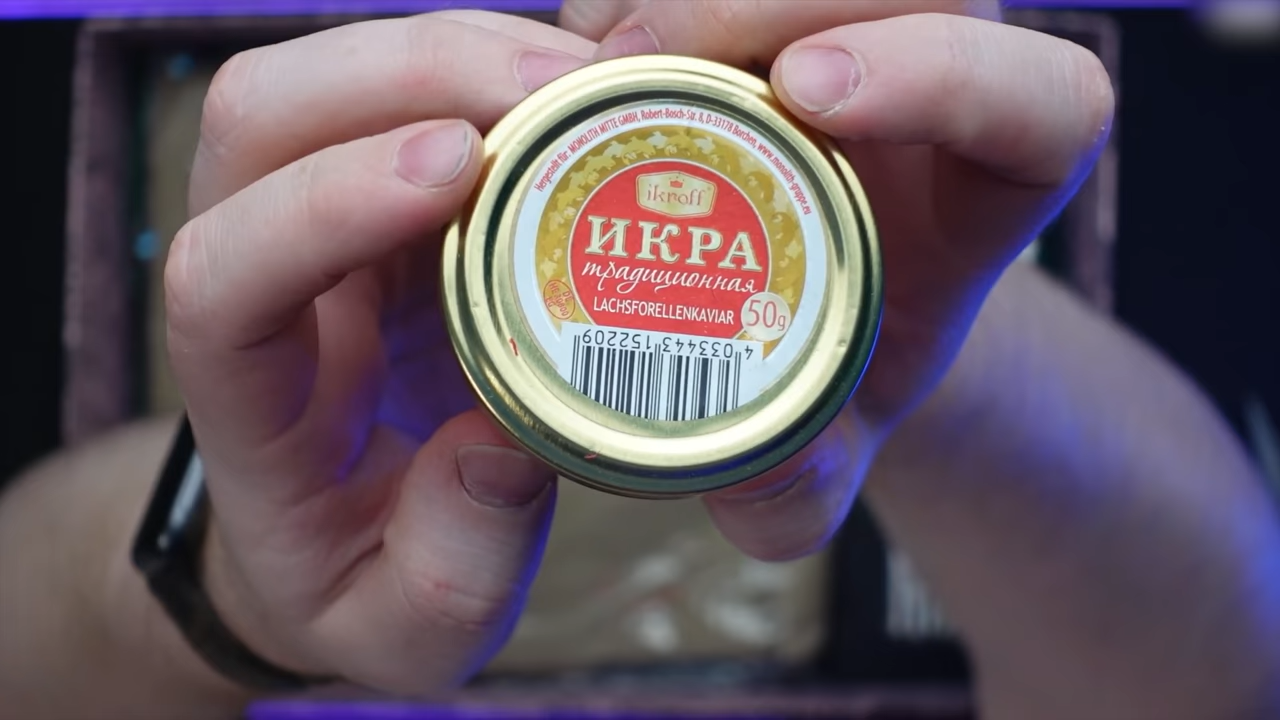 Hergestellt für: MONOLITH MITTE GMBH, Robert-Bosch-Str. 8, D-33178 Borchen, www.monolith-gruppe.eu
ikroff
ИКРА
традиционная
LACHSFORELLENKAVIAR
50g
4 033443 152209